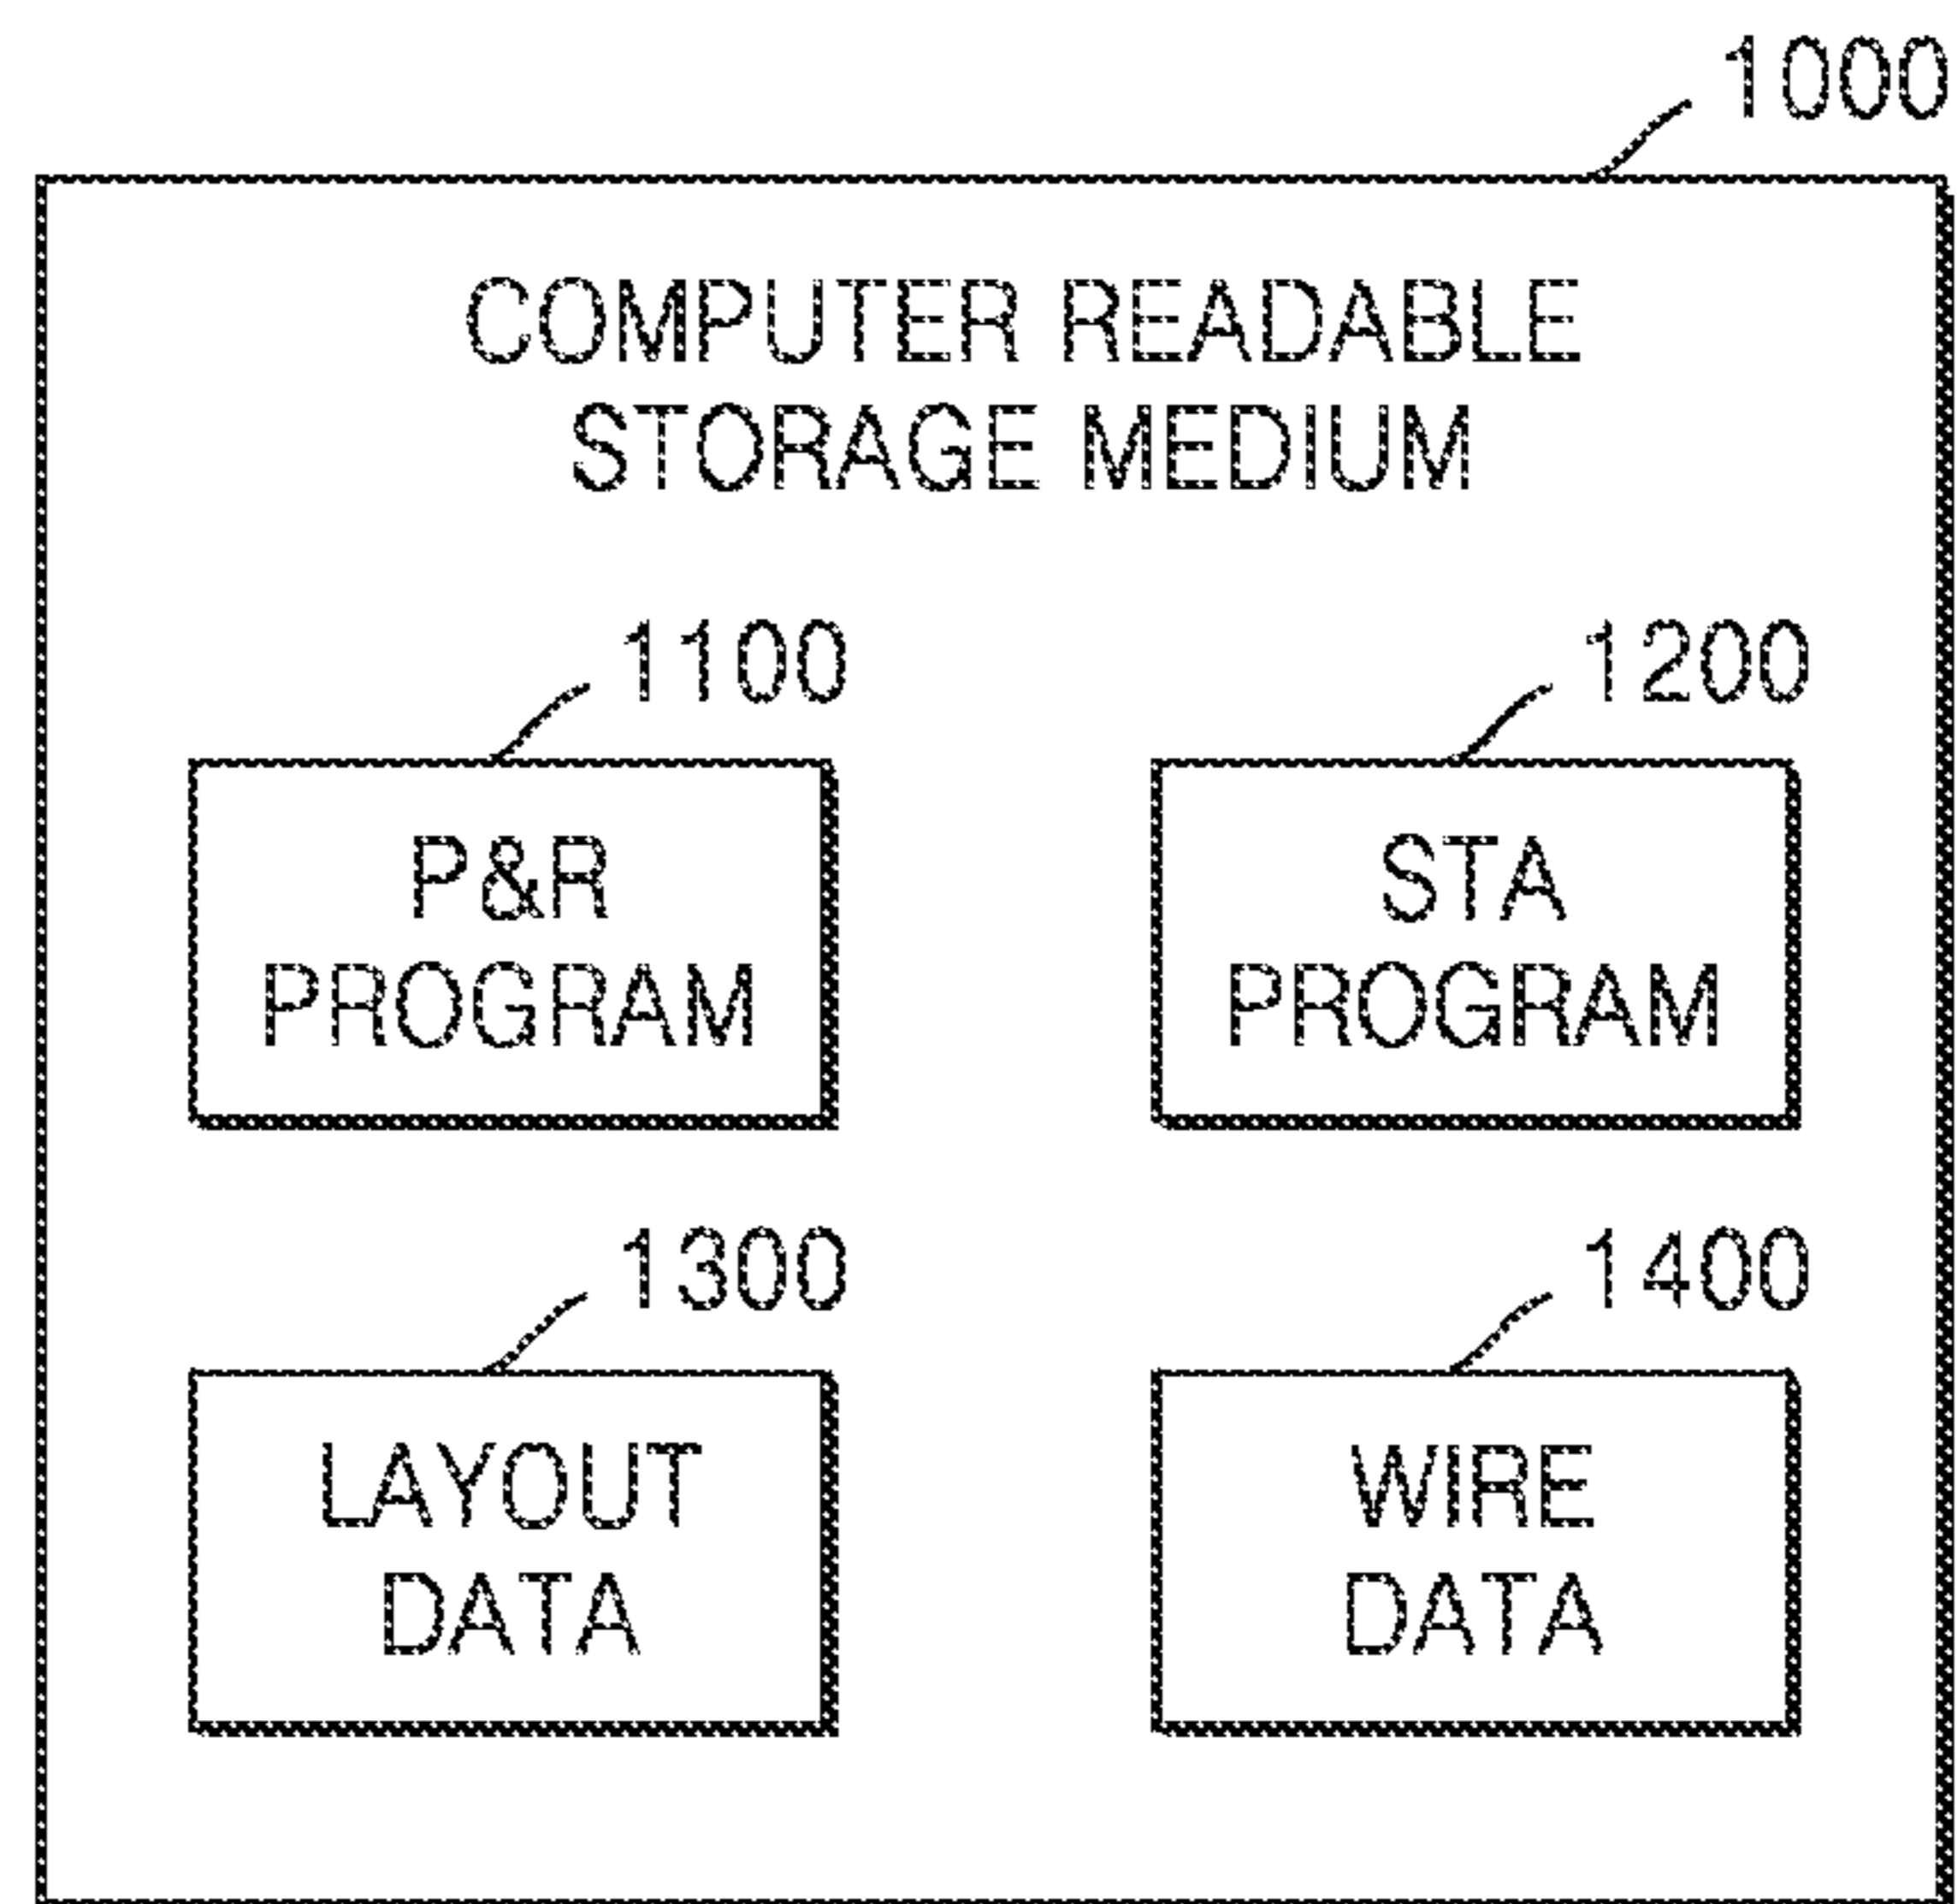 1000
COMPUTER READABLE
STORAGE MEDIUM
1100
P&R
PROGRAM
1200
STA
PROGRAM
1300
LAYOUT
DATA
1400
WIRE
DATA